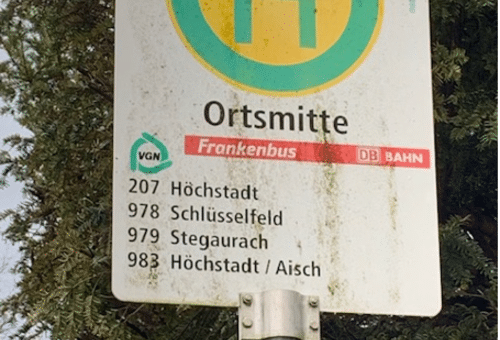 H
Ortsmitte
VGN Frankenbus DB BAHN
207 Höchstadt
978 Schlüsselfeld
979 Stegaurach
983 Höchstadt / Aisch